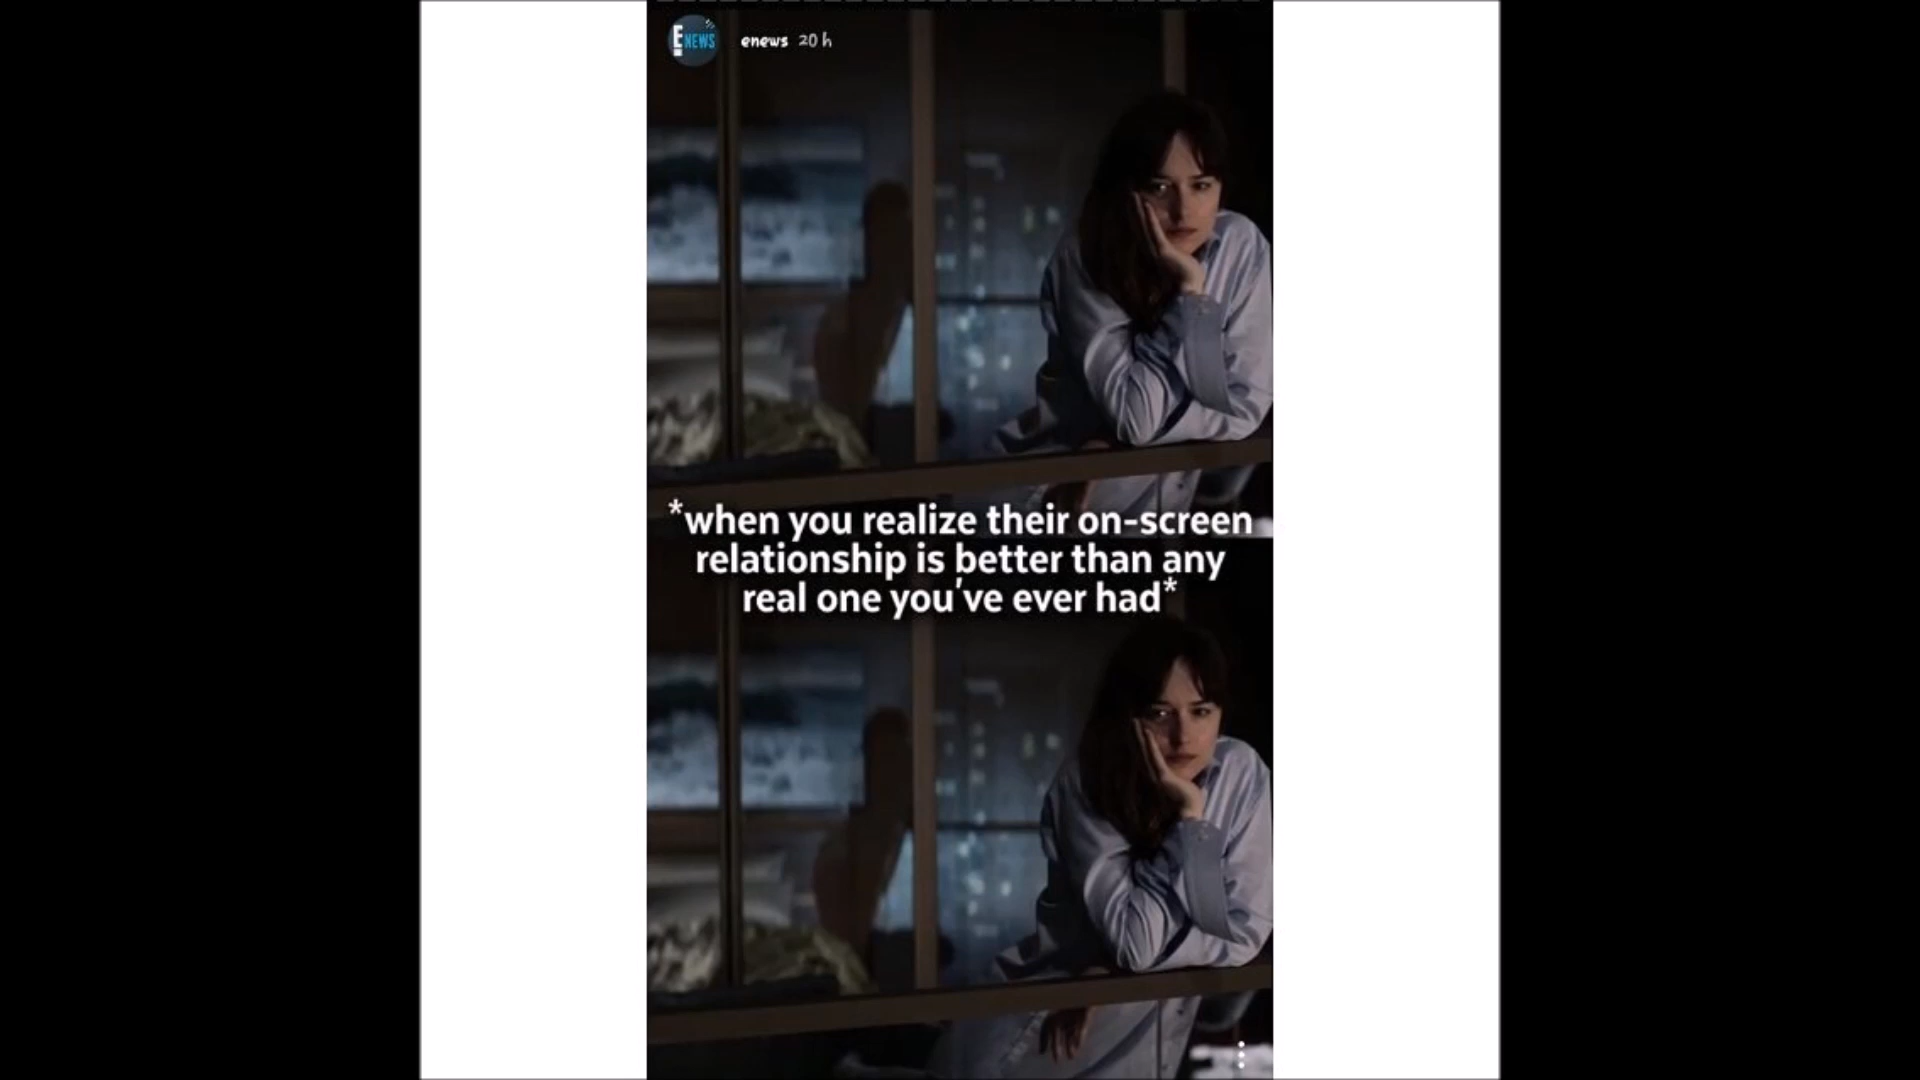 E! NEWS
enews 20 h
*when you realize their on-screen
relationship is better than any
real one you've ever had*